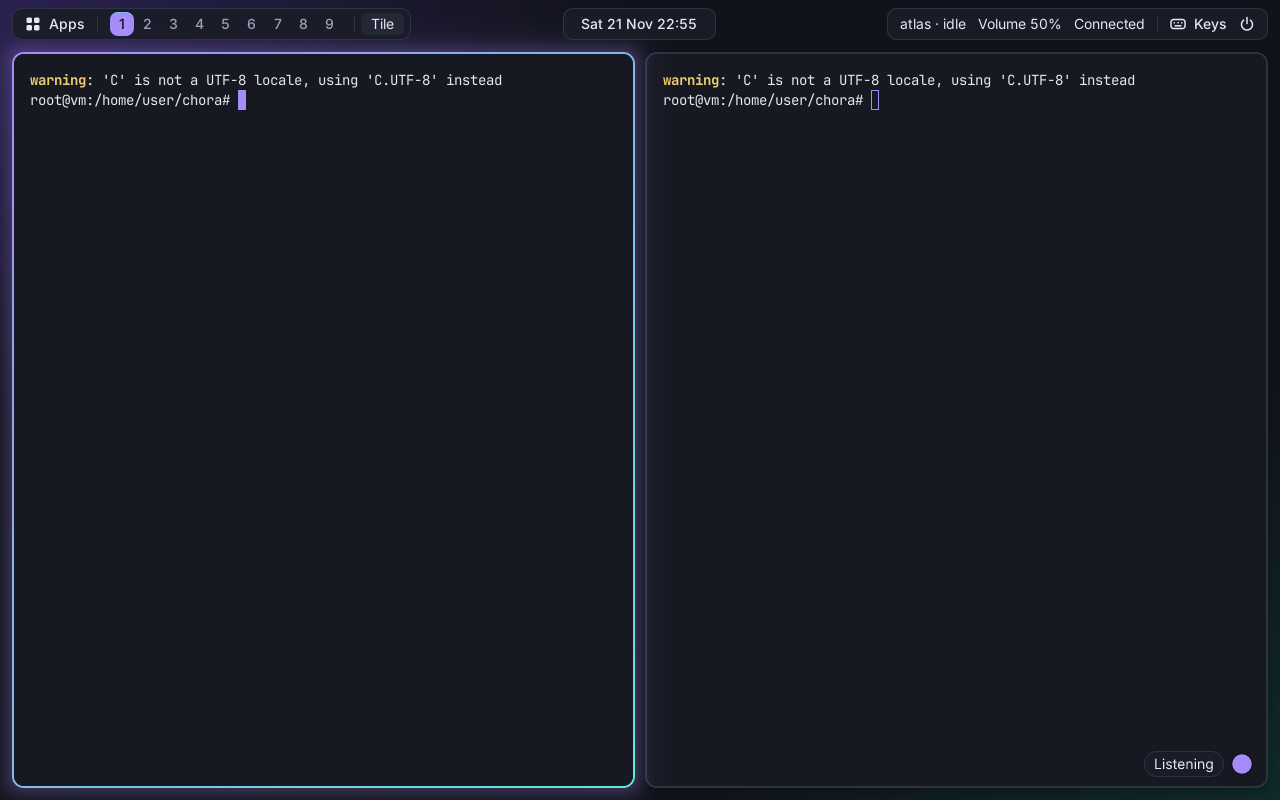 Apps 1 2 3 4 5 6 7 8 9 Tile
Sat 21 Nov 22:55
atlas · idle Volume 50% Connected Keys
warning: 'C' is not a UTF-8 locale, using 'C.UTF-8' instead
root@vm:/home/user/chora#
warning: 'C' is not a UTF-8 locale, using 'C.UTF-8' instead
root@vm:/home/user/chora#
Listening